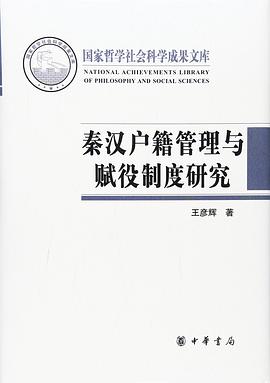 国家哲学社会科学成果文库
NATIONAL ACHIEVEMENTS LIBRARY
OF PHILOSOPHY AND SOCIAL SCIENCES
秦汉户籍管理与
赋役制度研究
王彦辉 著
中华书局